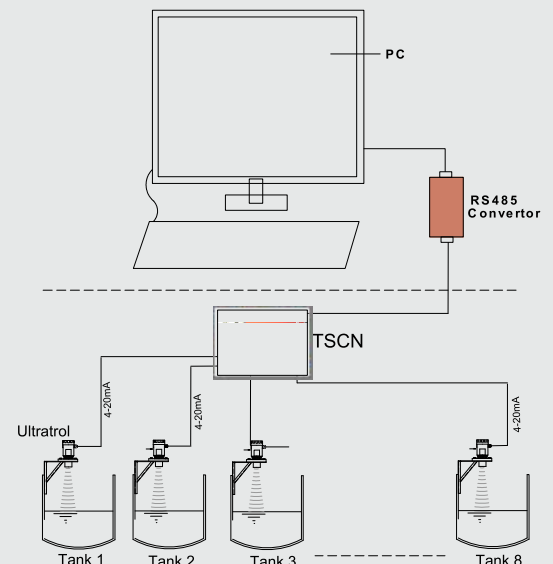 PC
RS485
Convertor
TSCN
4-20mA
4-20mA
4-20mA
Ultratrol
Tank 1
Tank 2
Tank 3
Tank 8